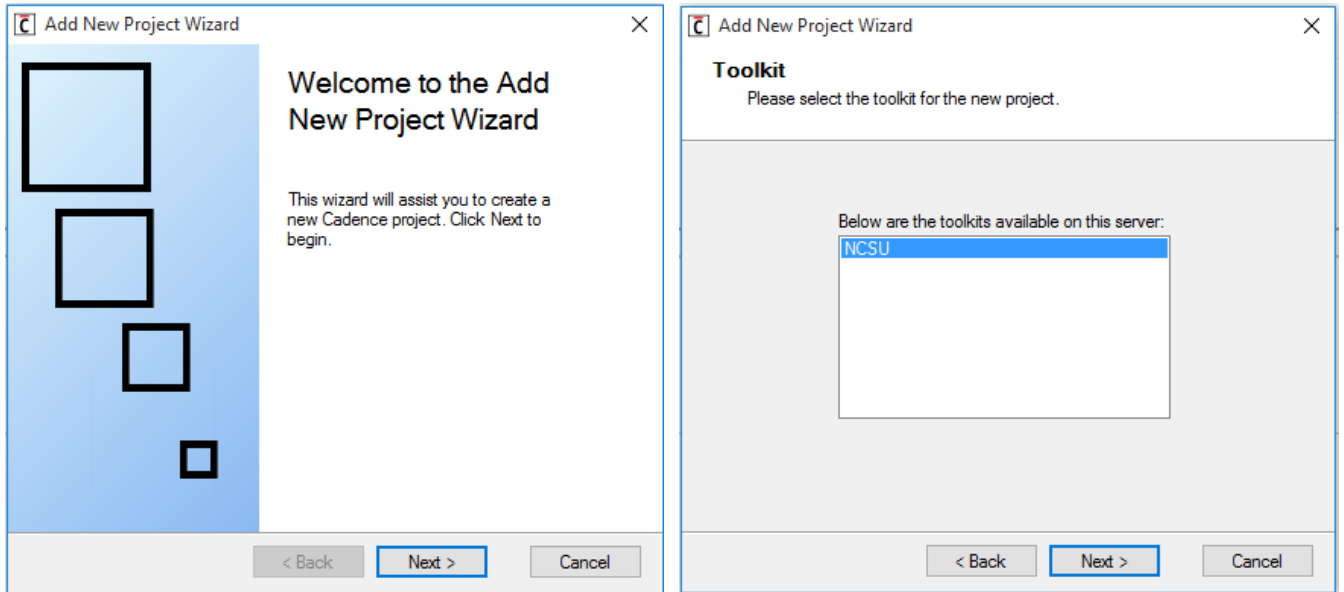 Add New Project Wizard
Welcome to the Add
New Project Wizard
This wizard will assist you to create a
new Cadence project. Click Next to
begin.
< Back
Next >
Cancel
Add New Project Wizard
Toolkit
Please select the toolkit for the new project.
Below are the toolkits available on this server:
NCSU
< Back
Next >
Cancel